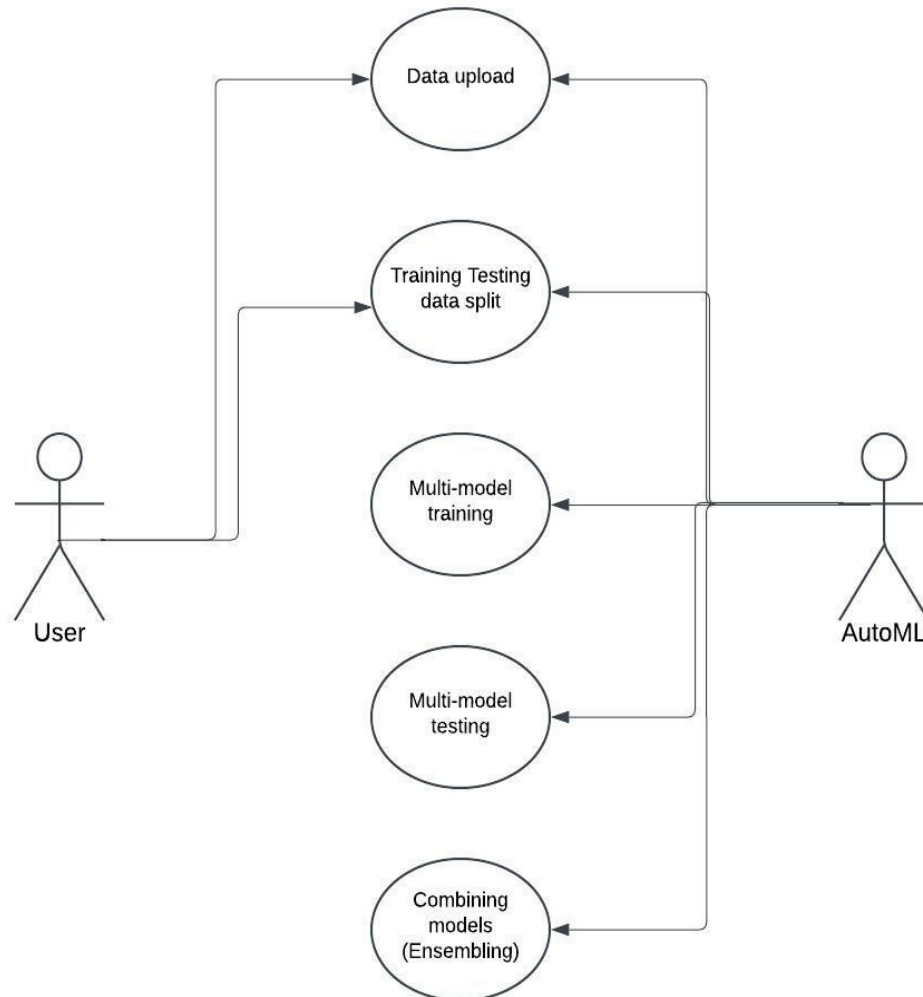 Data upload
Training Testing
data split
Multi-model
training
User
AutoML
Multi-model
testing
Combining
models
(Ensembling)